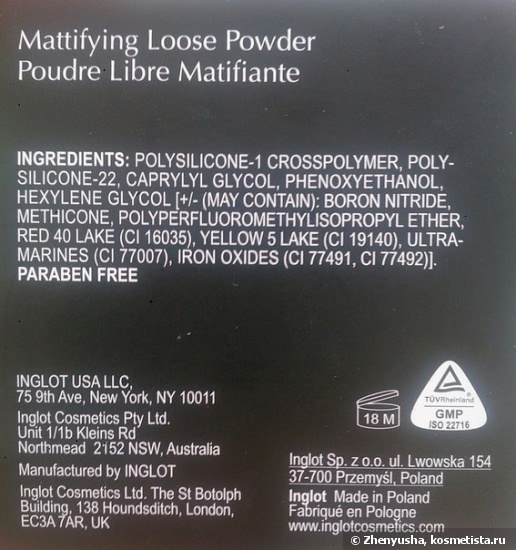 Mattifying Loose Powder
Poudre Libre Matifiante
INGREDIENTS: POLYSILICONE-1 CROSSPOLYMER, POLY-
SILICONE-22, CAPRYLYL GLYCOL, PHENOXYETHANOL,
HEXYLENE GLYCOL [+/- (MAY CONTAIN): BORON NITRIDE,
METHICONE, POLYPERFLUOROMETHYLISOPROPYL ETHER,
RED 40 LAKE (CI 16035), YELLOW 5 LAKE (CI 19140), ULTRA-
MARINES (CI 77007), IRON OXIDES (CI 77491, CI 77492)].
PARABEN FREE
INGLOT USA LLC,
75 9th Ave, New York, NY 10011
Inglot Cosmetics Pty Ltd.
Unit 1/1b Kleins Rd
Northmead 2152 NSW, Australia
Manufactured by INGLOT
Inglot Cosmetics Ltd. The St Botolph
Building, 138 Houndsditch, London,
EC3A 7AR, UK
18 M
TÜVRheinland
GMP
ISO 22716
Inglot Sp. z o.o. ul. Lwowska 154
37-700 Przemyśl, Poland
Inglot Made in Poland
Fabriqué en Pologne
www.inglotcosmetics.com
© Zhenyusha, kosmetista.ru